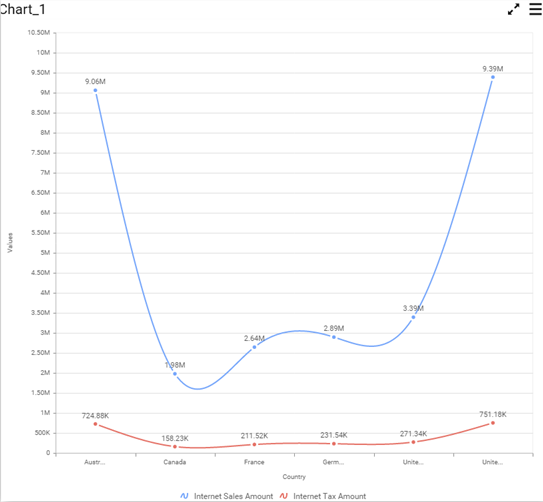 Chart_1
10.50M
10M
9.50M
9M
8.50M
8M
7.50M
7M
6.50M
6M
5.50M
5M
4.50M
4M
3.50M
3M
2.50M
2M
1.50M
1M
500K
0
Values
9.06M
1.98M
2.64M
2.89M
3.39M
9.39M
724.88K
158.23K
211.52K
231.54K
271.34K
751.18K
Austr...
Canada
France
Germ...
Unite...
Unite...
Country
Internet Sales Amount
Internet Tax Amount